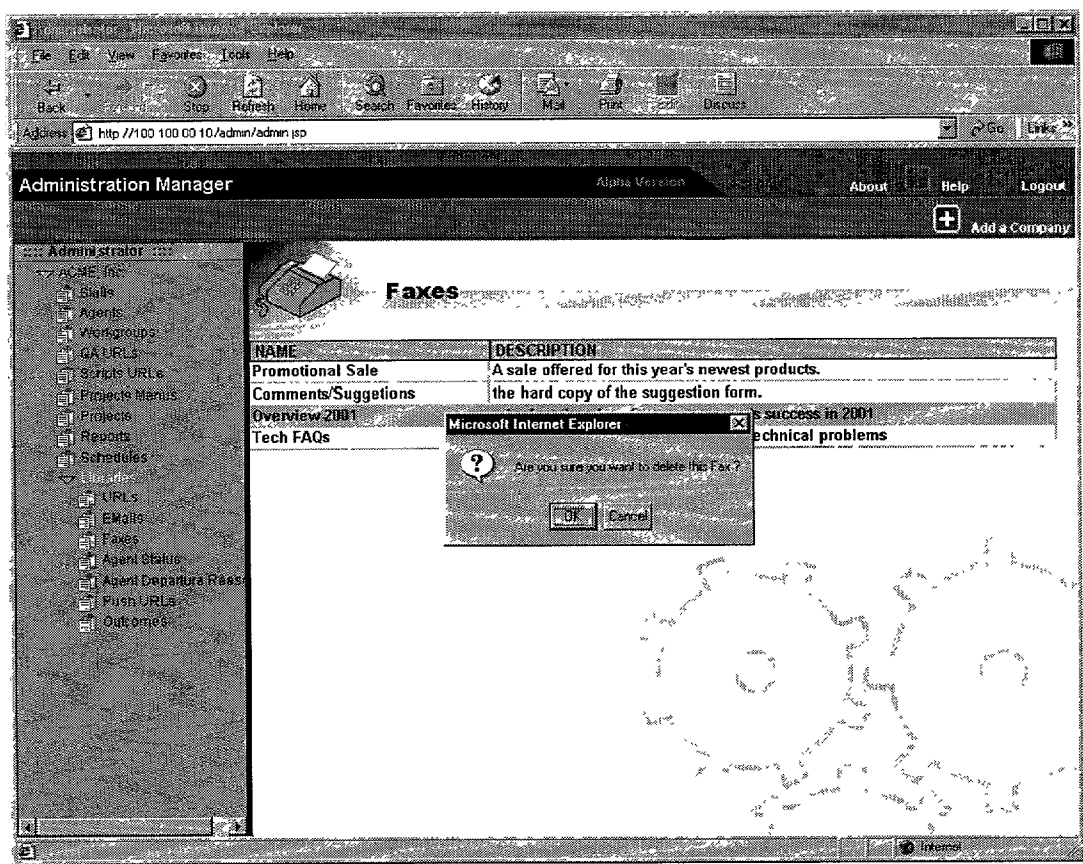 File Edit View Favorites Tools Help
Back Forward Stop Refresh Home Search Favorites History Mail Print Edit Discuss
Address http //100 100 00 10/admin/admin jsp Go Links »
Administration Manager Alpha Version About Help Logout
Add a Company
:::: Administrator ::::
ACME Inc
Skills
Agents
Workgroups
QA URLs
Scripts URLs
Projects Menus
Projects
Reports
Schedules
Libraries
URLs
EMails
Faxes
Agent Status
Agent Departure Reaso
Push URLs
Outcomes
Faxes
NAME DESCRIPTION
Promotional Sale A sale offered for this year's newest products.
Comments/Suggetions the hard copy of the suggestion form.
Overview 2001 s success in 2001
Tech FAQs echnical problems
Microsoft Internet Explorer
Are you sure you want to delete this Fax ?
OK Cancel
Internet